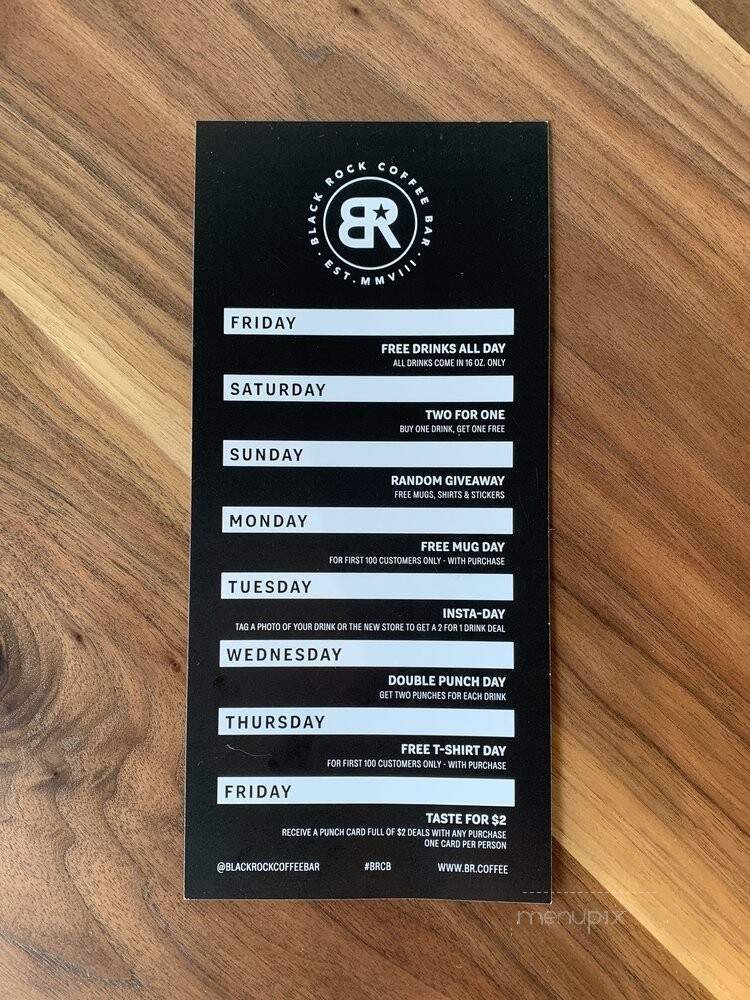 BLACK ROCK COFFEE BAR
BR
· EST. MMVIII ·
FRIDAY
FREE DRINKS ALL DAY
ALL DRINKS COME IN 16 OZ. ONLY
SATURDAY
TWO FOR ONE
BUY ONE DRINK, GET ONE FREE
SUNDAY
RANDOM GIVEAWAY
FREE MUGS, SHIRTS & STICKERS
MONDAY
FREE MUG DAY
FOR FIRST 100 CUSTOMERS ONLY - WITH PURCHASE
TUESDAY
INSTA-DAY
TAG A PHOTO OF YOUR DRINK OR THE NEW STORE TO GET A 2 FOR 1 DRINK DEAL
WEDNESDAY
DOUBLE PUNCH DAY
GET TWO PUNCHES FOR EACH DRINK
THURSDAY
FREE T-SHIRT DAY
FOR FIRST 100 CUSTOMERS ONLY - WITH PURCHASE
FRIDAY
TASTE FOR $2
RECEIVE A PUNCH CARD FULL OF $2 DEALS WITH ANY PURCHASE
ONE CARD PER PERSON
@BLACKROCKCOFFEEBAR #BRCB WWW.BR.COFFEE
menupix